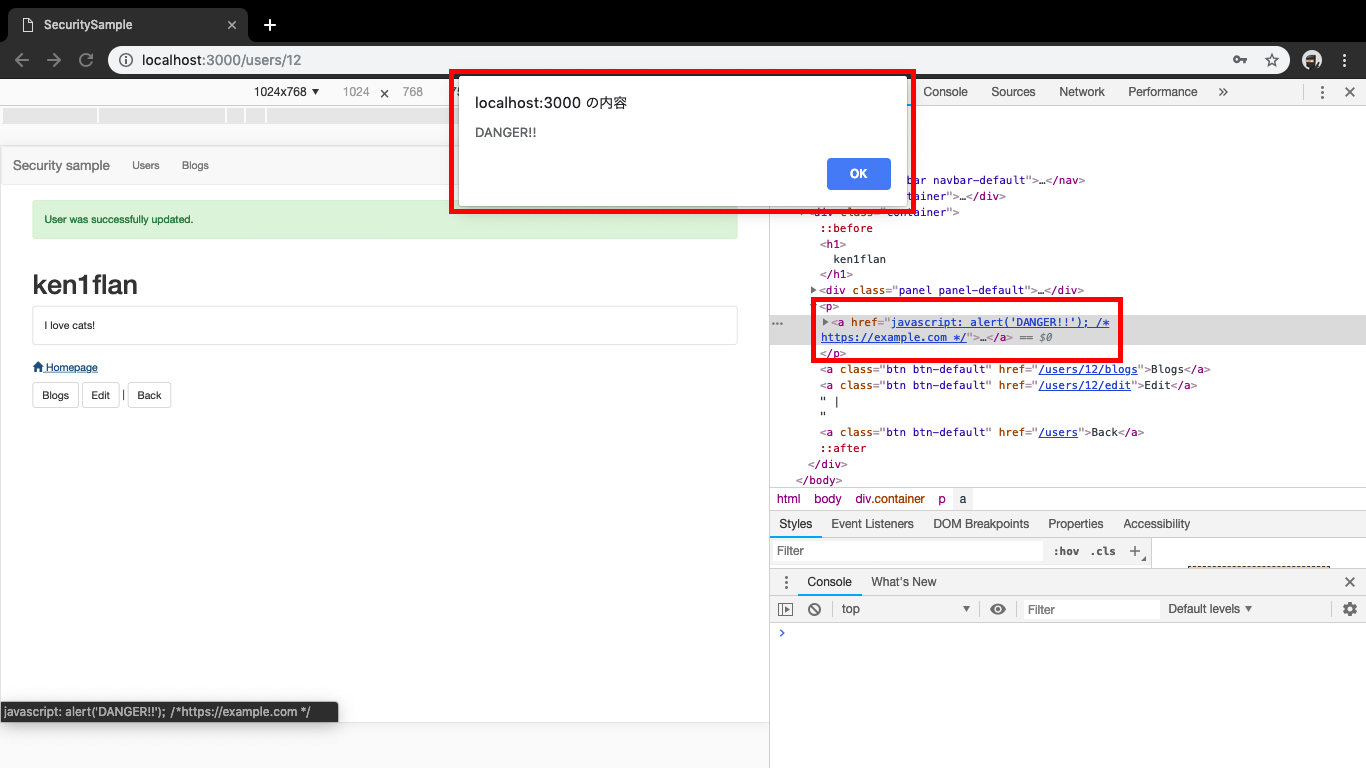 SecuritySample
localhost:3000/users/12
1024x768 ▼ 1024 × 768
Console Sources Network Performance »
localhost:3000 の内容
DANGER!!
OK
Security sample Users Blogs
User was successfully updated.
ken1flan
I love cats!
Homepage
Blogs Edit | Back
javascript: alert('DANGER!!'); /*https://example.com */
bar navbar-default">…</nav>
ntainer">…</div>
<div class="container">
::before
<h1>
ken1flan
</h1>
<div class="panel panel-default">…</div>
<p>
<a href="javascript: alert('DANGER!!'); /*
https://example.com */">…</a> == $0
</p>
<a class="btn btn-default" href="/users/12/blogs">Blogs</a>
<a class="btn btn-default" href="/users/12/edit">Edit</a>
" |
"
<a class="btn btn-default" href="/users">Back</a>
::after
</div>
</body>
html body div.container p a
Styles Event Listeners DOM Breakpoints Properties Accessibility
Filter :hov .cls +
Console What's New
top ▼ Filter Default levels ▼